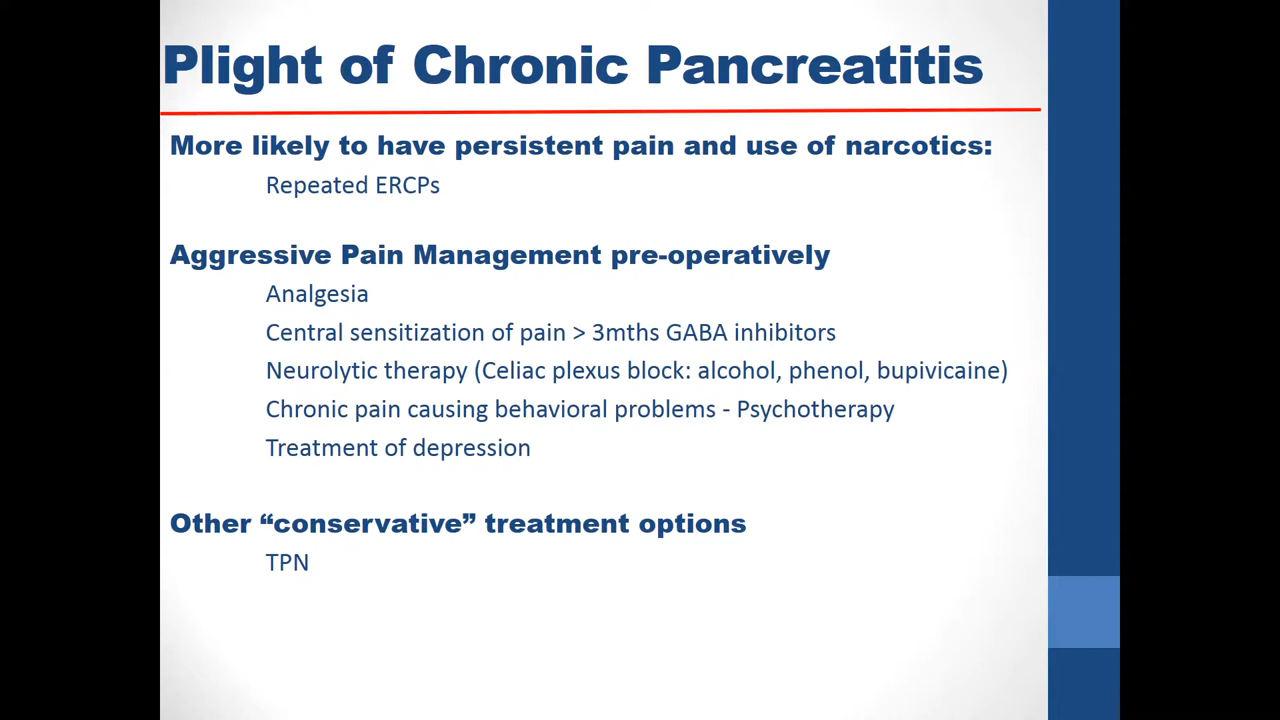 Plight of Chronic Pancreatitis
More likely to have persistent pain and use of narcotics:
Repeated ERCPs
Aggressive Pain Management pre-operatively
Analgesia
Central sensitization of pain > 3mths GABA inhibitors
Neurolytic therapy (Celiac plexus block: alcohol, phenol, bupivicaine)
Chronic pain causing behavioral problems - Psychotherapy
Treatment of depression
Other “conservative” treatment options
TPN